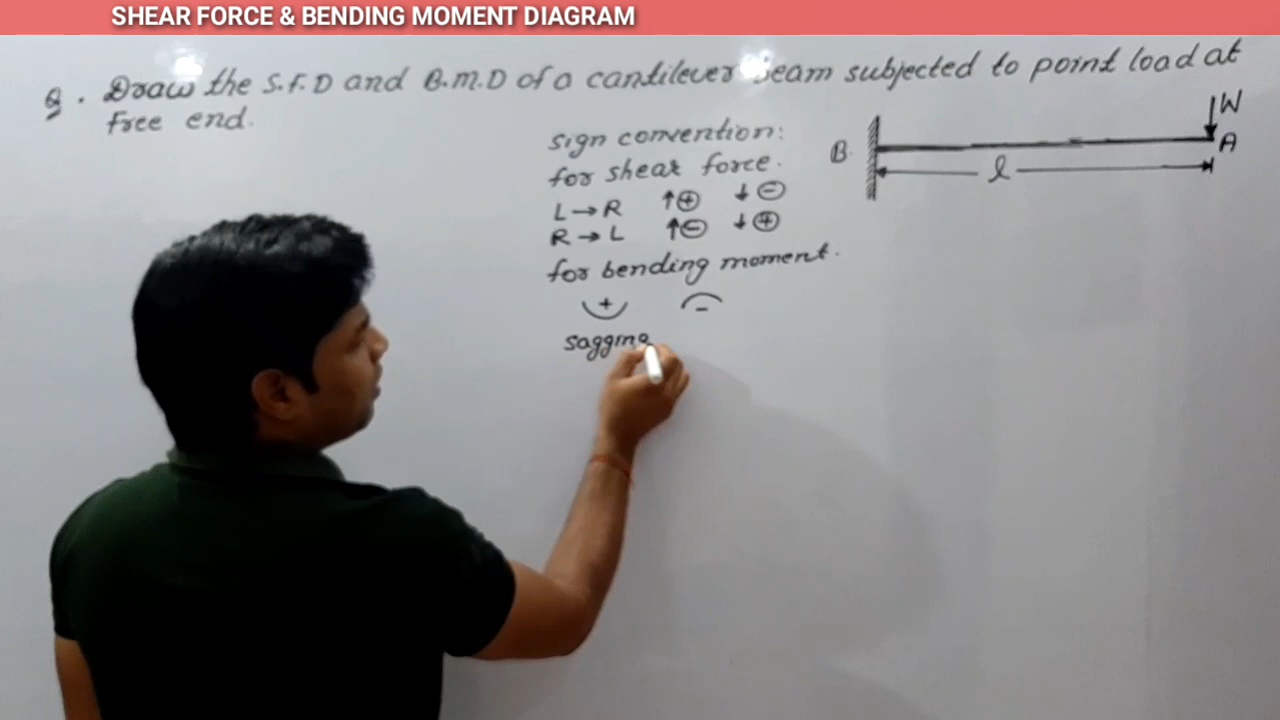 SHEAR FORCE & BENDING MOMENT DIAGRAM
Q. Draw the S.F.D and B.M.D of a cantilever beam subjected to point load at
free end.
sign convention:
for shear force.
L→R ↑⊕ ↓⊖
R→L ↑⊖ ↓⊕
for bending moment.
+ -
sagging
W
B. A
l